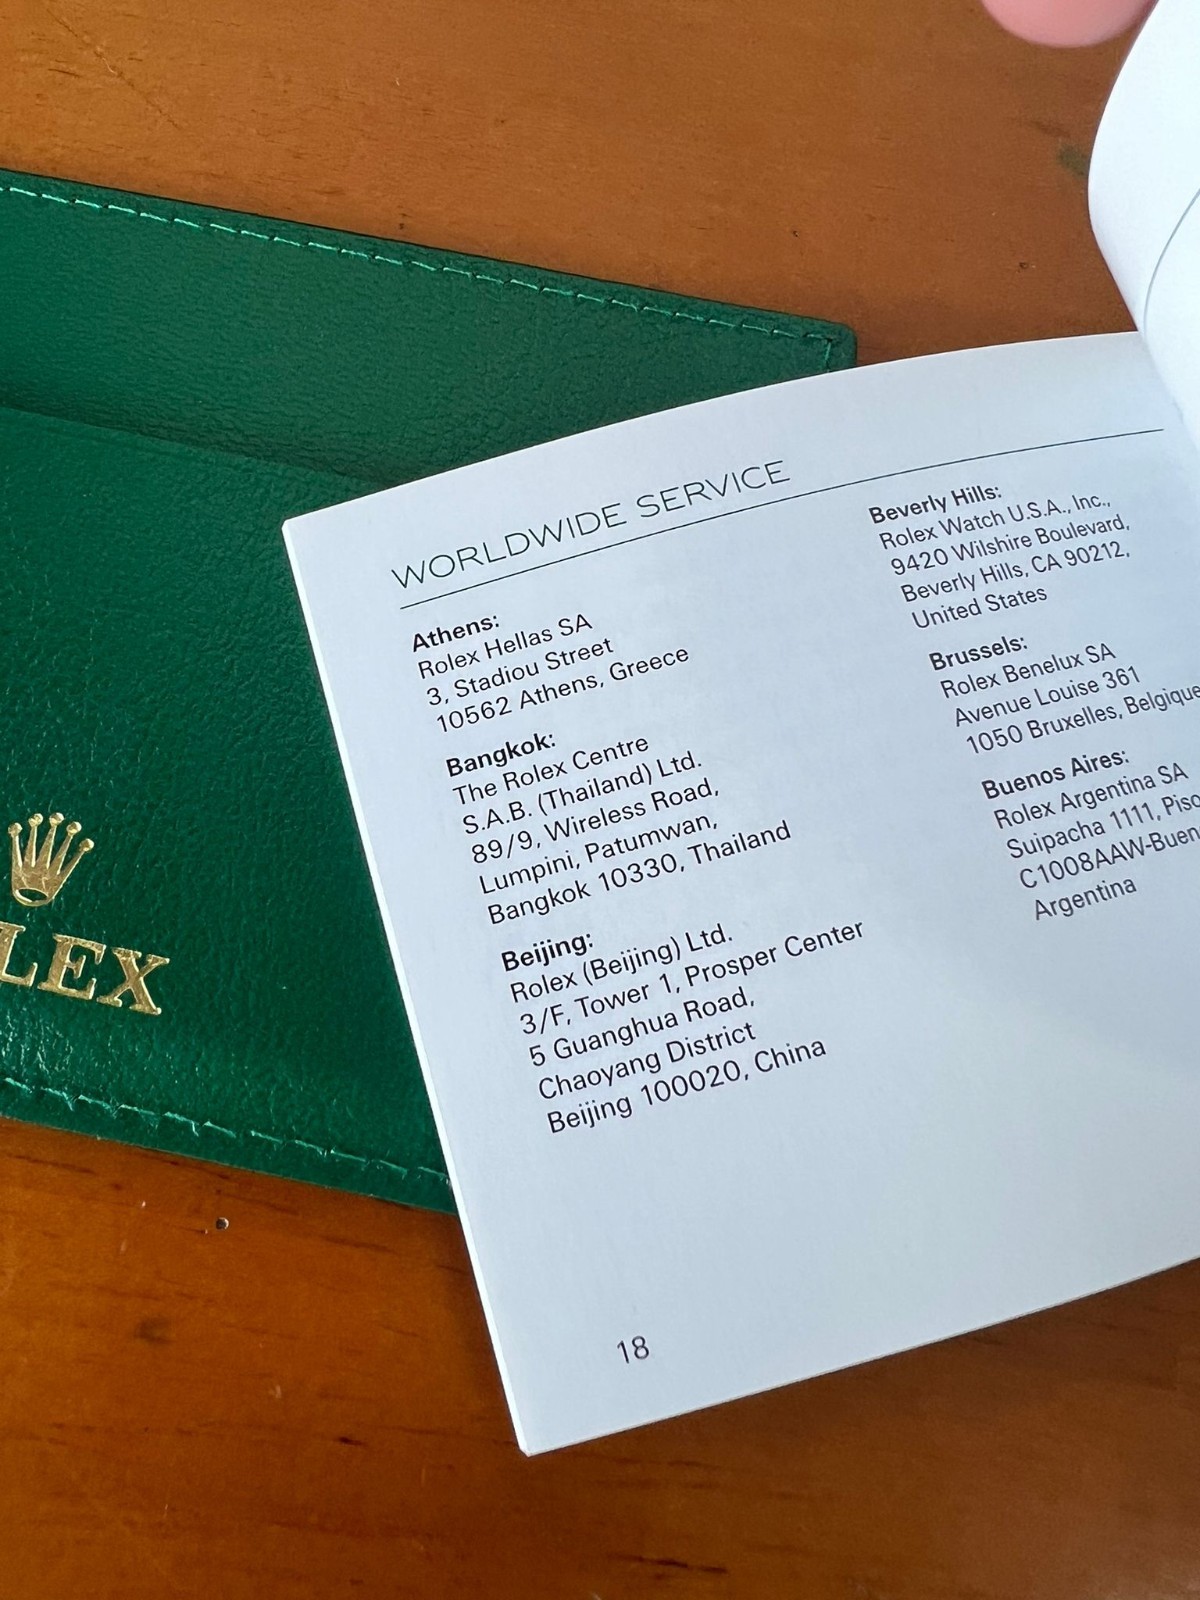 WORLDWIDE SERVICE
Athens:
Rolex Hellas SA
3, Stadiou Street
10562 Athens, Greece
Bangkok:
The Rolex Centre
S.A.B. (Thailand) Ltd.
89/9, Wireless Road,
Lumpini, Patumwan,
Bangkok 10330, Thailand
Beijing:
Rolex (Beijing) Ltd.
3/F, Tower 1, Prosper Center
5 Guanghua Road,
Chaoyang District
Beijing 100020, China
Beverly Hills:
Rolex Watch U.S.A., Inc.,
9420 Wilshire Boulevard,
Beverly Hills, CA 90212,
United States
Brussels:
Rolex Benelux SA
Avenue Louise 361
1050 Bruxelles, Belgique
Buenos Aires:
Rolex Argentina SA
Suipacha 1111, Piso
C1008AAW-Buen
Argentina
18
LEX